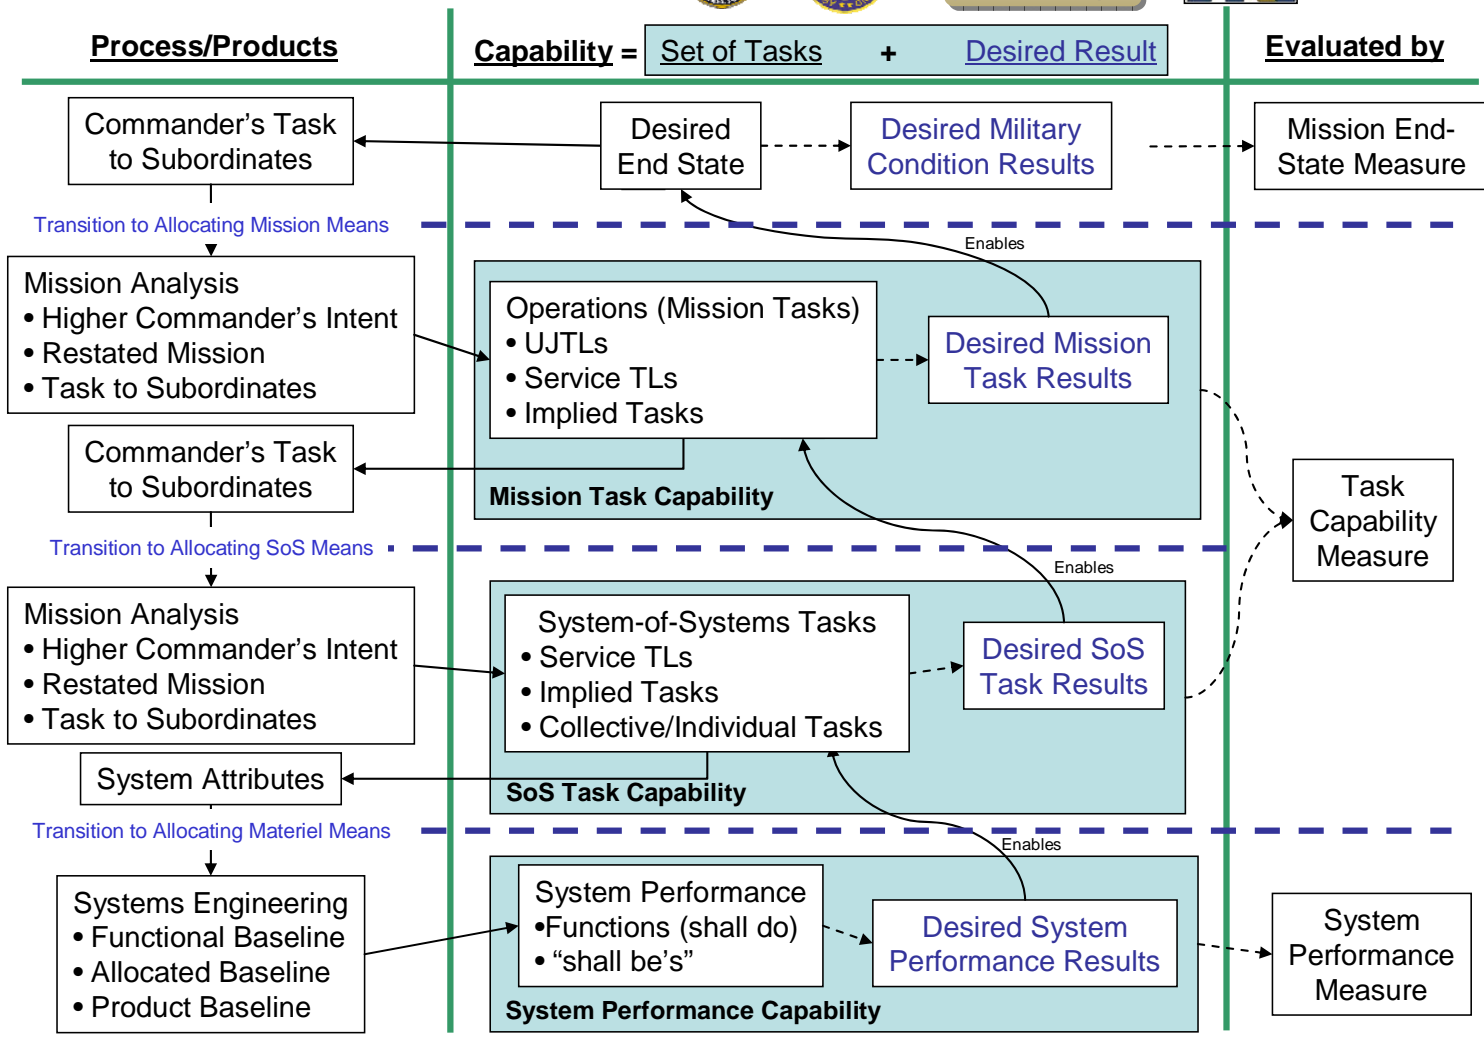 Process/Products
Capability = Set of Tasks + Desired Result
Evaluated by
Commander's Task
to Subordinates
Desired
End State
Desired Military
Condition Results
Mission End-
State Measure
Transition to Allocating Mission Means
Enables
Mission Analysis
• Higher Commander's Intent
• Restated Mission
• Task to Subordinates
Operations (Mission Tasks)
• UJTLs
• Service TLs
• Implied Tasks
Desired Mission
Task Results
Commander's Task
to Subordinates
Mission Task Capability
Task
Capability
Measure
Transition to Allocating SoS Means
Enables
Mission Analysis
• Higher Commander's Intent
• Restated Mission
• Task to Subordinates
System-of-Systems Tasks
• Service TLs
• Implied Tasks
• Collective/Individual Tasks
Desired SoS
Task Results
System Attributes
SoS Task Capability
Transition to Allocating Materiel Means
Enables
Systems Engineering
• Functional Baseline
• Allocated Baseline
• Product Baseline
System Performance
•Functions (shall do)
• “shall be's”
Desired System
Performance Results
System Performance Capability
System
Performance
Measure